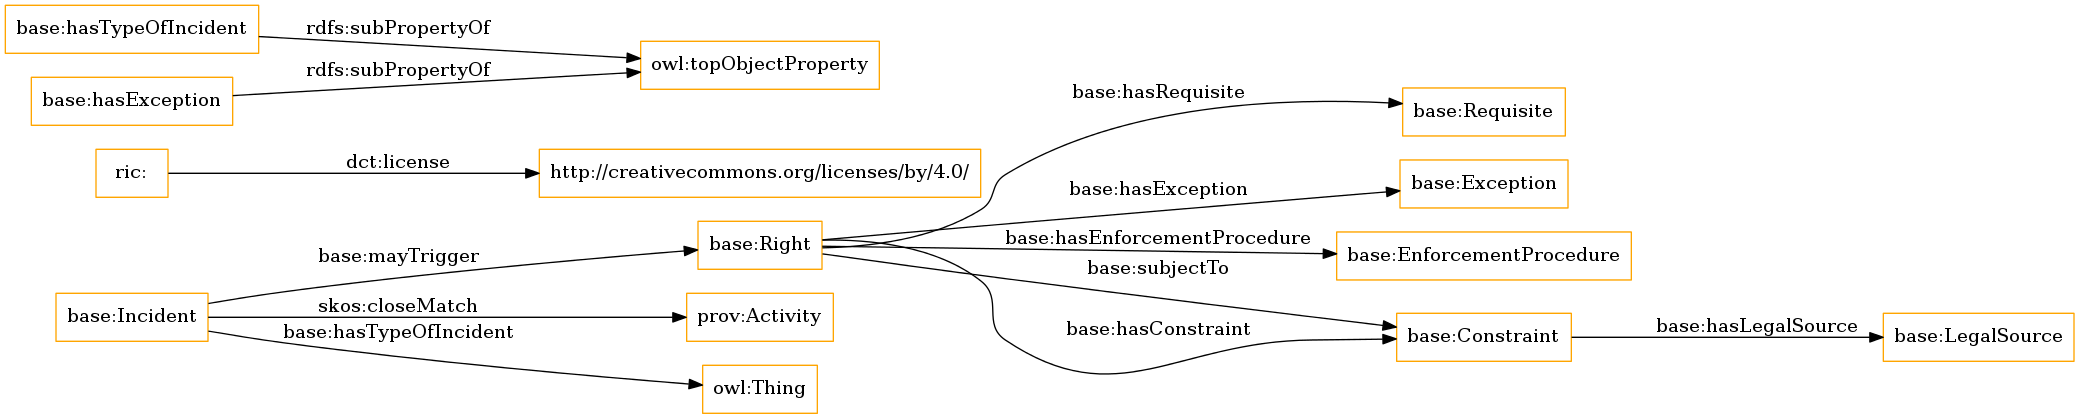 base:hasTypeOfIncident
rdfs:subPropertyOf
owl:topObjectProperty
rdfs:subPropertyOf
base:hasException
base:hasRequisite
base:Requisite
ric:
dct:license
http://creativecommons.org/licenses/by/4.0/
base:hasException
base:Exception
base:Right
base:hasEnforcementProcedure
base:EnforcementProcedure
base:mayTrigger
base:subjectTo
base:Incident
skos:closeMatch
prov:Activity
base:hasTypeOfIncident
base:hasConstraint
base:Constraint
base:hasLegalSource
base:LegalSource
owl:Thing